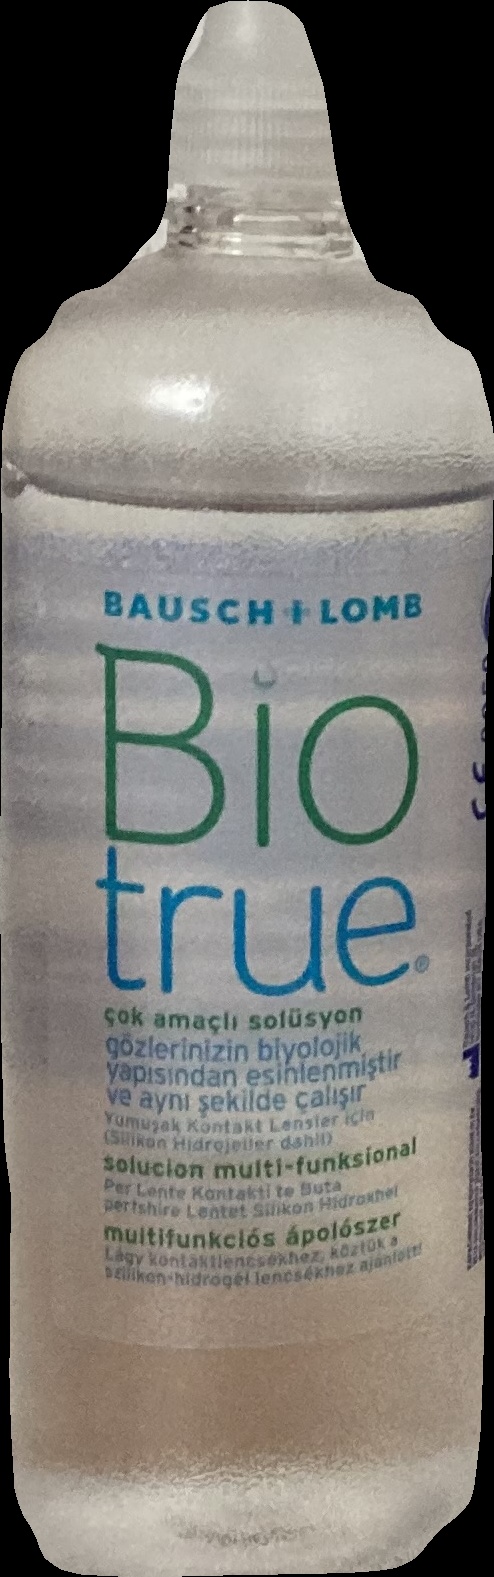 BAUSCH + LOMB
Bio
true®
çok amaçlı solüsyon
gözlerinizin biyolojik
yapısından esinlenmiştir
ve aynı şekilde çalışır
Yumuşak Kontakt Lensler için
(Silikon Hidrojeller dahil)
solucion multi-funksional
Per Lente Kontakti te Buta
perfshire Lentet Silikon Hidroxhel
multifunkciós ápolószer
Lágy kontaktlencsékhez, köztük a
szilikon-hidrogél lencsékhez ajánlott!